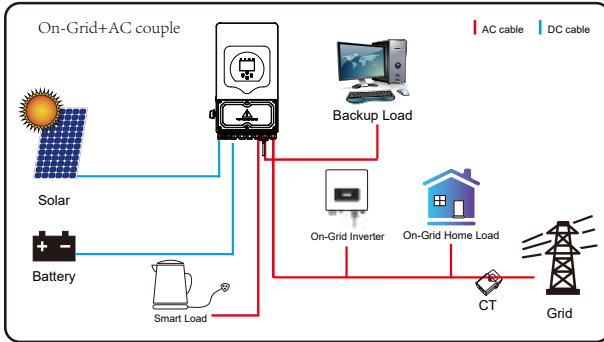 On-Grid+AC couple
AC cable
DC cable
Backup Load
Solar
On-Grid Inverter
On-Grid Home Load
Battery
Smart Load
CT
Grid